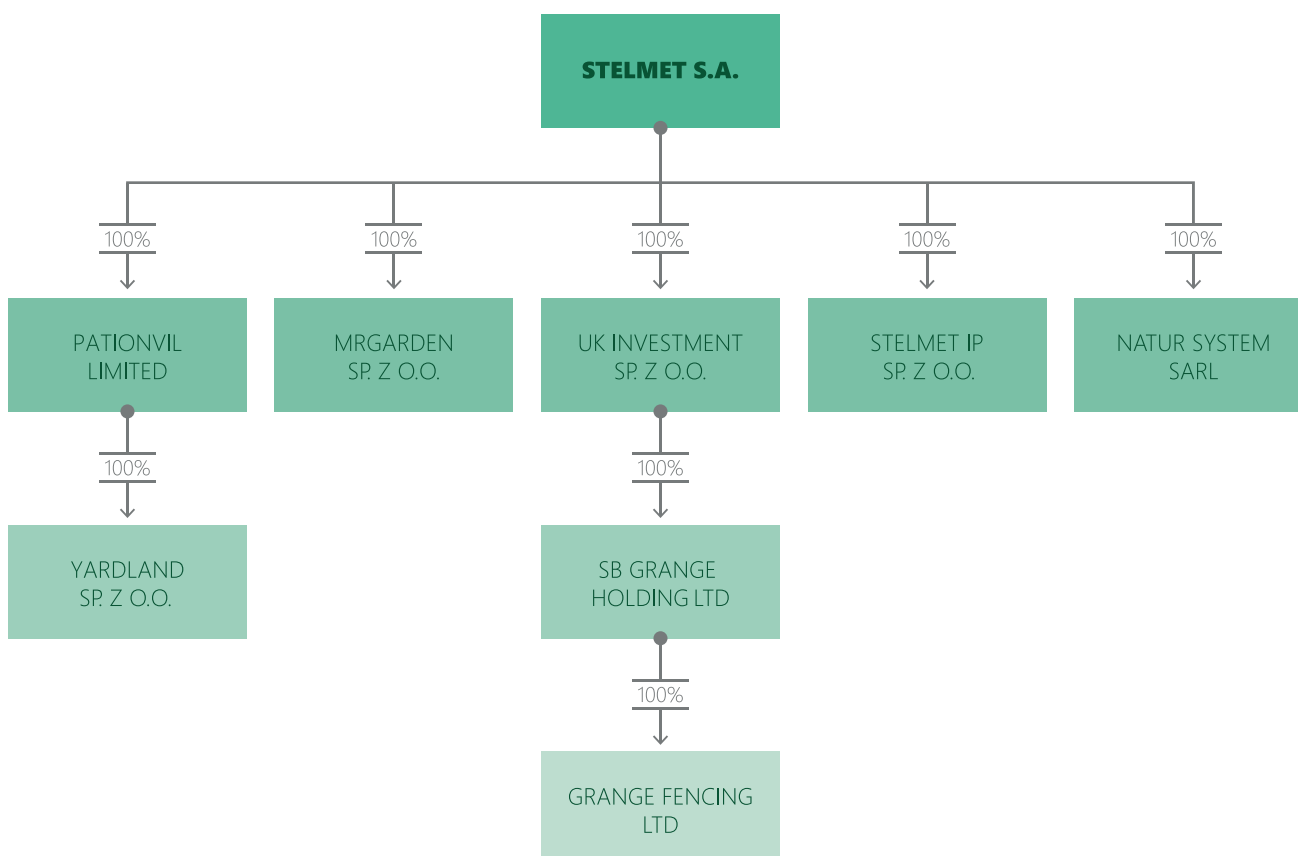 STELMET S.A.
100%
100%
100%
100%
100%
PATIONVIL
LIMITED
MRGARDEN
SP. Z O.O.
UK INVESTMENT
SP. Z O.O.
STELMET IP
SP. Z O.O.
NATUR SYSTEM
SARL
100%
100%
YARDLAND
SP. Z O.O.
SB GRANGE
HOLDING LTD
100%
GRANGE FENCING
LTD